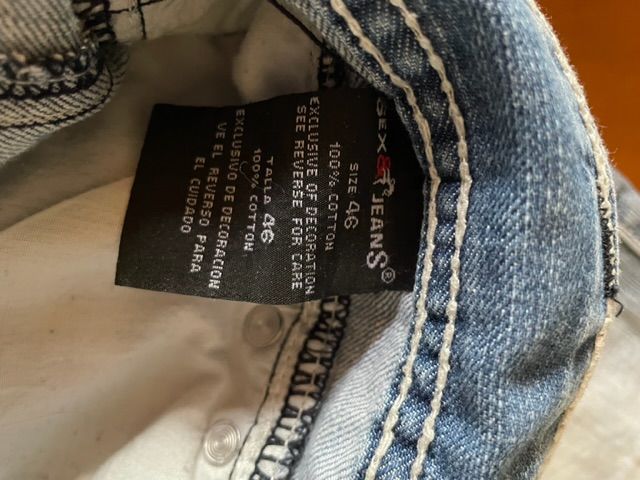 SEX & JEANS®
SIZE 46
100% COTTON
EXCLUSIVE OF DECORATION
SEE REVERSE FOR CARE
TALLA 46
100% COTTON
EXCLUSIVO DE DECORACION
VE EL REVERSO PARA
EL CUIDADO